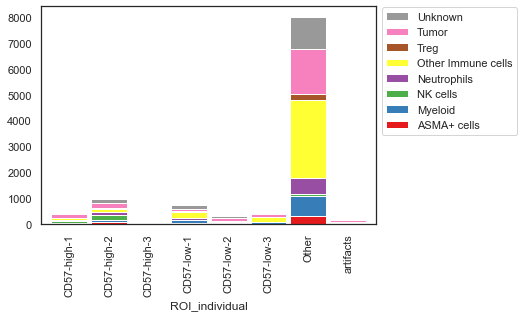 8000
7000
6000
5000
4000
3000
2000
1000
0
CD57-high-1
CD57-high-2
CD57-high-3
CD57-low-1
CD57-low-2
CD57-low-3
Other
artifacts
ROI_individual
Unknown
Tumor
Treg
Other Immune cells
Neutrophils
NK cells
Myeloid
ASMA+ cells